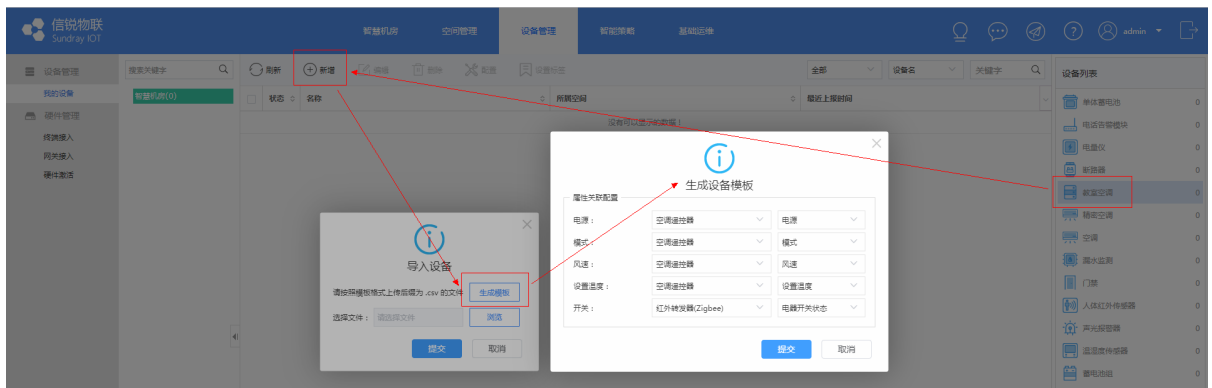 信锐物联
Sundray IOT
智慧机房 空间管理 设备管理 智能策略 基础运维
admin
设备管理
我的设备
硬件管理
终端接入
网关接入
硬件激活
搜索关键字
智慧机房(0)
刷新 新增 编辑 删除 配置 设备标签
全部 设备名 关键字
状态 名称 所属空间 最近上报时间
没有可以显示的数据！
导入设备
请按照模板格式上传后缀为 .csv 的文件 生成模板
选择文件： 请选择文件 浏览
提交 取消
生成设备模板
属性关联配置
电源： 空调遥控器 电源
模式： 空调遥控器 模式
风速： 空调遥控器 风速
设置温度： 空调遥控器 设置温度
开关： 红外转发器(Zigbee) 电器开关状态
提交 取消
设备列表
单体蓄电池 0
电话告警模块 0
电量仪 0
断路器 0
教室空调 0
精密空调 0
空调 0
漏水监测 0
门禁 0
人体红外传感器 0
声光报警器 0
温湿度传感器 0
蓄电池组 0